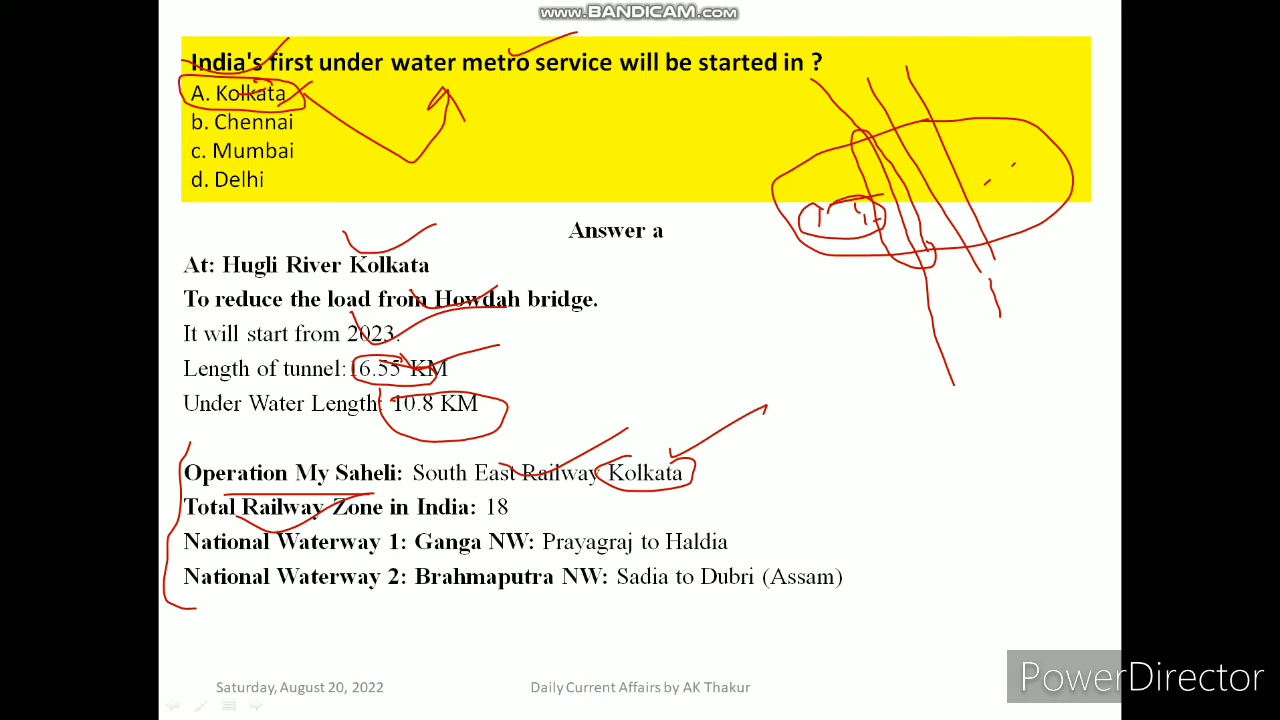 www.BANDICAM.com
India's first under water metro service will be started in ?
A. Kolkata
b. Chennai
c. Mumbai
d. Delhi
Answer a
At: Hugli River Kolkata
To reduce the load from Howdah bridge.
It will start from 2023.
Length of tunnel: 16.55 KM
Under Water Length: 10.8 KM
Operation My Saheli: South East Railway Kolkata
Total Railway Zone in India: 18
National Waterway 1: Ganga NW: Prayagraj to Haldia
National Waterway 2: Brahmaputra NW: Sadia to Dubri (Assam)
Saturday, August 20, 2022
Daily Current Affairs by AK Thakur
PowerDirector